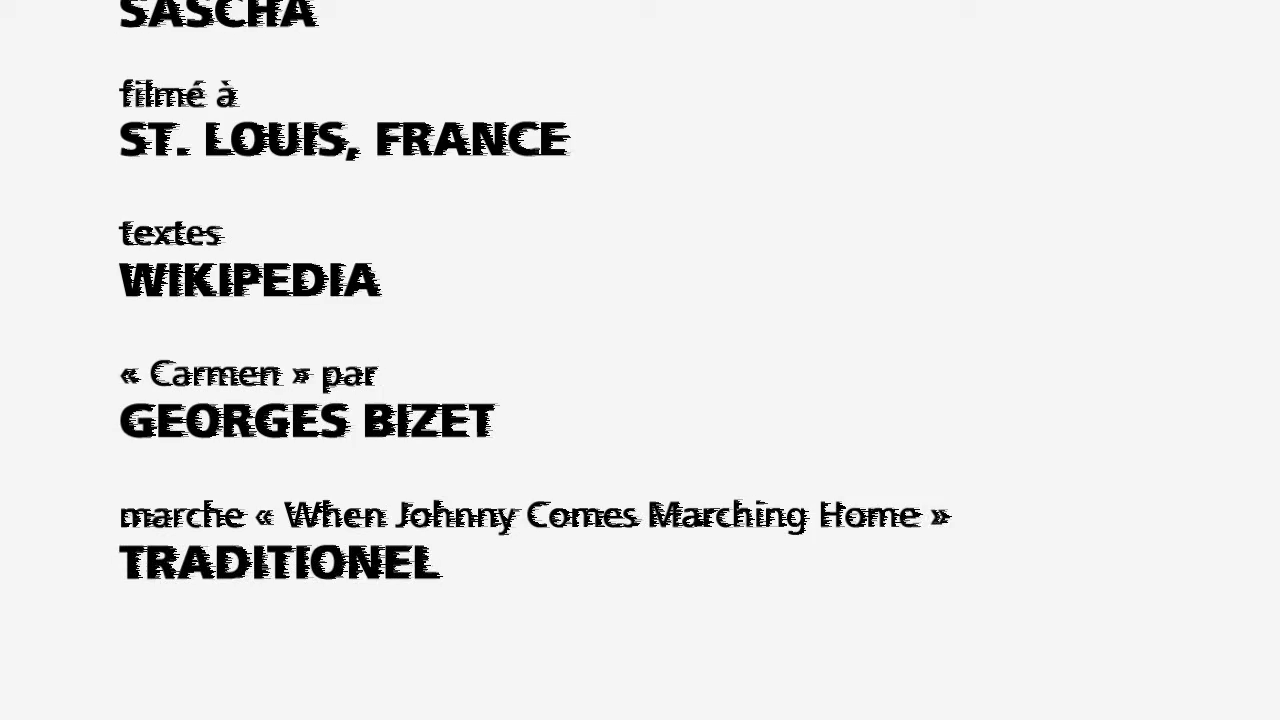 SASCHA
filmé à
ST. LOUIS, FRANCE
textes
WIKIPEDIA
« Carmen » par
GEORGES BIZET
marche « When Johnny Comes Marching Home »
TRADITIONEL